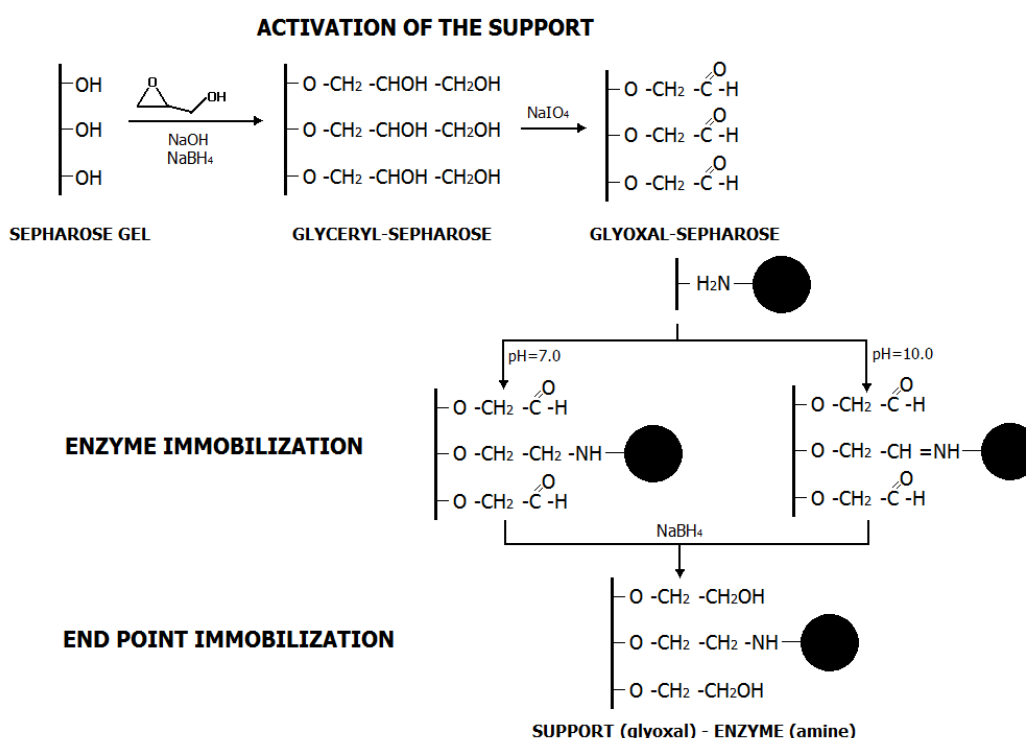 ACTIVATION OF THE SUPPORT
OH
OH
OH
O
OH
NaOH
NaBH4
O -CH2 -CHOH -CH2OH
O -CH2 -CHOH -CH2OH
O -CH2 -CHOH -CH2OH
NaIO4
O
O -CH2 -C -H
O
O -CH2 -C -H
O
O -CH2 -C -H
SEPHAROSE GEL
GLYCERYL-SEPHAROSE
GLYOXAL-SEPHAROSE
H2N
pH=7.0
pH=10.0
ENZYME IMMOBILIZATION
O
O -CH2 -C -H
O -CH2 -CH2 -NH
O
O -CH2 -C -H
O
O -CH2 -C -H
O -CH2 -CH =NH
O
O -CH2 -C -H
NaBH4
END POINT IMMOBILIZATION
O -CH2 -CH2OH
O -CH2 -CH2 -NH
O -CH2 -CH2OH
SUPPORT (glyoxal) - ENZYME (amine)